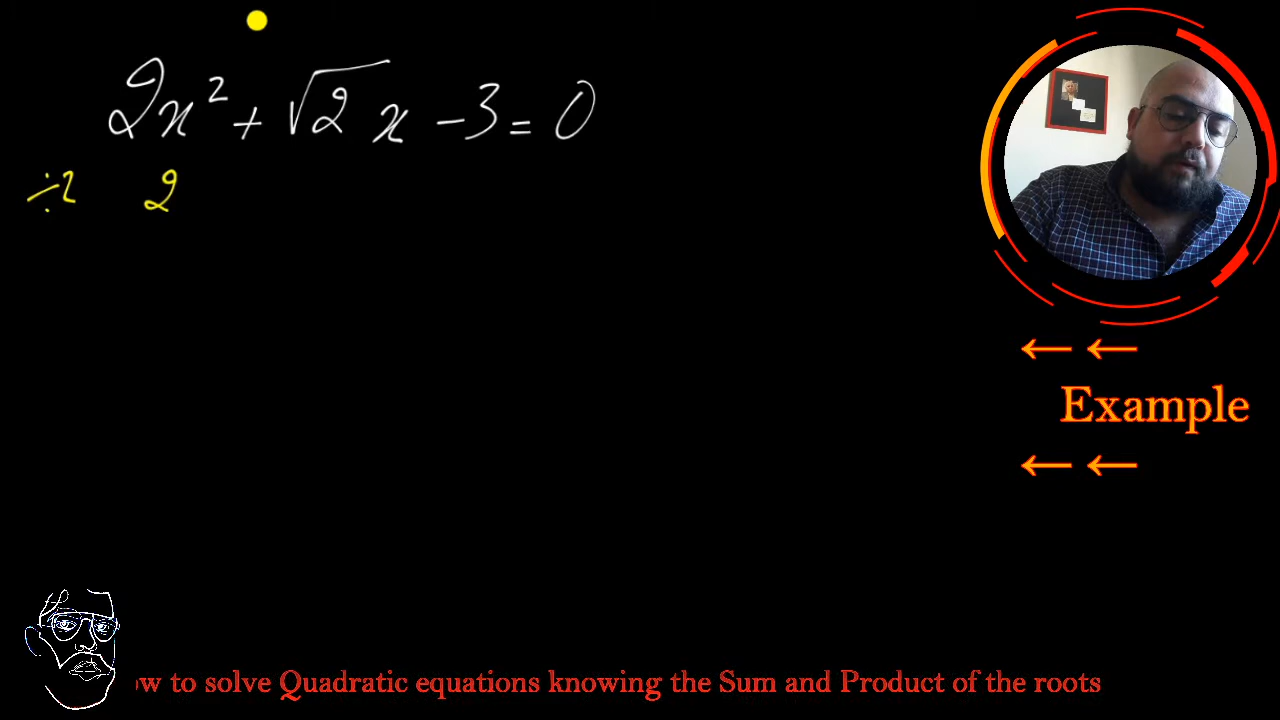 2x² + √2 x - 3 = 0
÷2 2
← ←
Example
← ←
ow to solve Quadratic equations knowing the Sum and Product of the roots